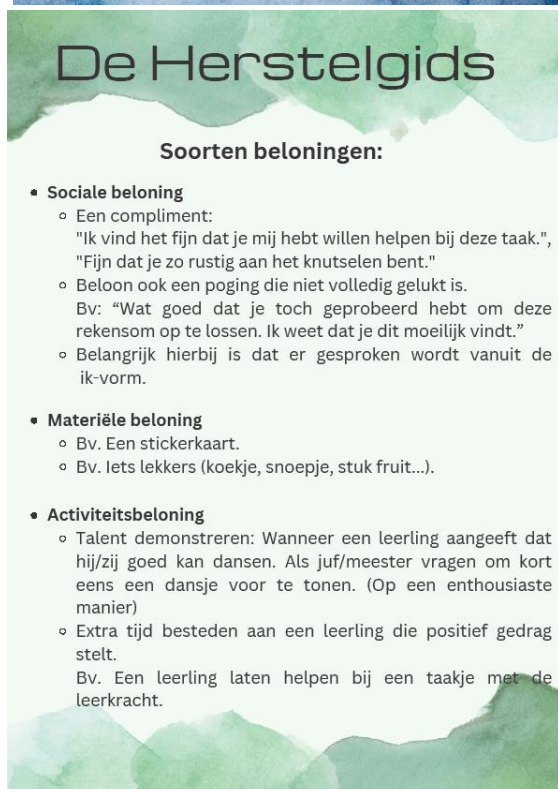 De Herstelgids
Soorten beloningen:
• Sociale beloning
◦ Een compliment:
"Ik vind het fijn dat je mij hebt willen helpen bij deze taak.",
"Fijn dat je zo rustig aan het knutselen bent."
◦ Beloon ook een poging die niet volledig gelukt is.
Bv: “Wat goed dat je toch geprobeerd hebt om deze
rekensom op te lossen. Ik weet dat je dit moeilijk vindt.”
◦ Belangrijk hierbij is dat er gesproken wordt vanuit de
ik-vorm.
• Materiële beloning
◦ Bv. Een stickerkaart.
◦ Bv. Iets lekkers (koekje, snoepje, stuk fruit...).
• Activiteitsbeloning
◦ Talent demonstreren: Wanneer een leerling aangeeft dat
hij/zij goed kan dansen. Als juf/meester vragen om kort
eens een dansje voor te tonen. (Op een enthousiaste
manier)
◦ Extra tijd besteden aan een leerling die positief gedrag
stelt.
Bv. Een leerling laten helpen bij een taakje met de
leerkracht.